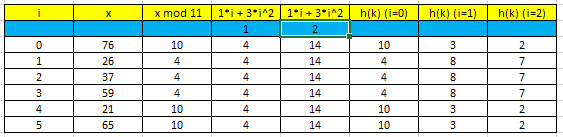 i x x mod 11 1*i + 3*i^2 1*i + 3*i^2 h(k) (i=0) h(k) (i=1) h(k) (i=2)
1 2
0 76 10 4 14 10 3 2
1 26 4 4 14 4 8 7
2 37 4 4 14 4 8 7
3 59 4 4 14 4 8 7
4 21 10 4 14 10 3 2
5 65 10 4 14 10 3 2